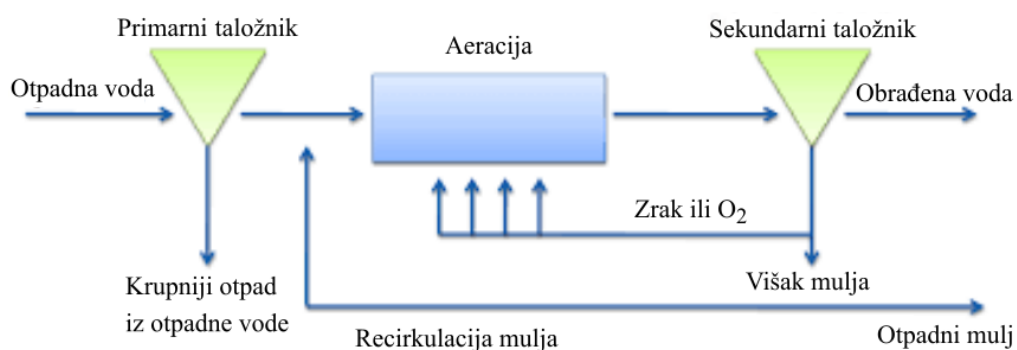 Primarni taložnik
Aeracija
Sekundarni taložnik
Otpadna voda
Obrađena voda
Zrak ili O2
Krupniji otpad
iz otpadne vode
Višak mulja
Recirkulacija mulja
Otpadni mulj